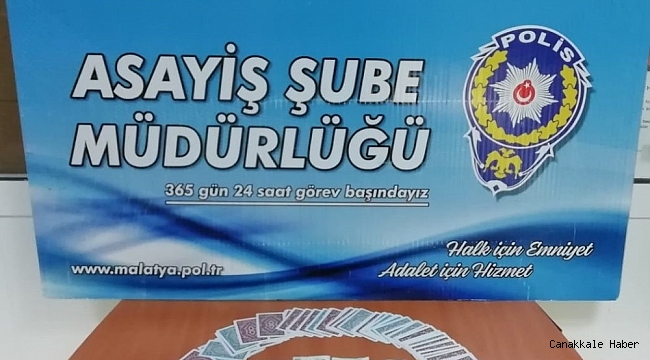 POLİS
ASAYİŞ ŞUBE
MÜDÜRLÜĞÜ
365 gün 24 saat görev başındayız
Halk için Emniyet
Adalet için Hizmet
www.malatya.pol.tr
Canakkale Haber